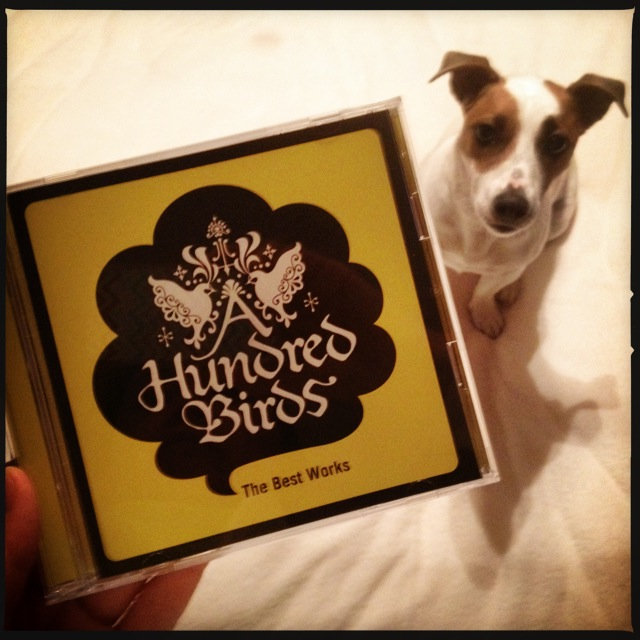 A
Hundred
Birds
The Best Works